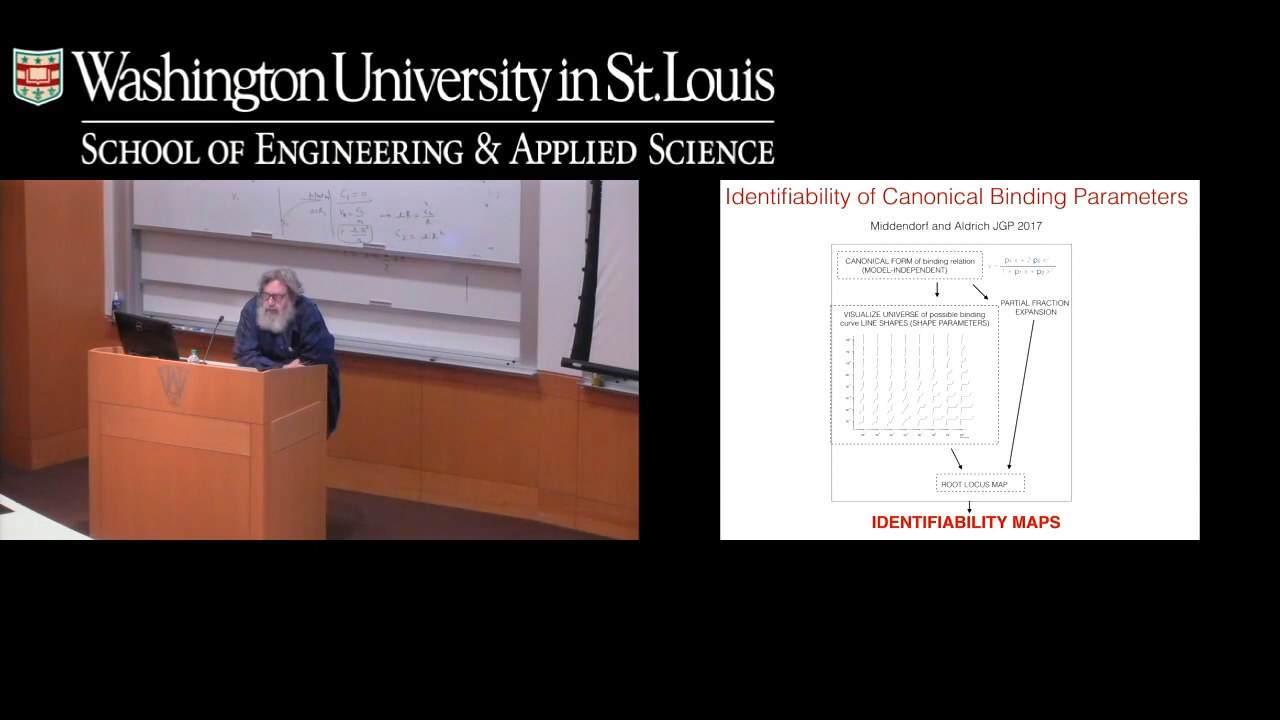 Washington University in St. Louis
SCHOOL OF ENGINEERING & APPLIED SCIENCE
Identifiability of Canonical Binding Parameters
Middendorf and Aldrich JGP 2017
CANONICAL FORM of binding relation
(MODEL-INDEPENDENT)
PARTIAL FRACTION
EXPANSION
VISUALIZE UNIVERSE of possible binding
curve LINE SHAPES (SHAPE PARAMETERS)
ROOT LOCUS MAP
IDENTIFIABILITY MAPS